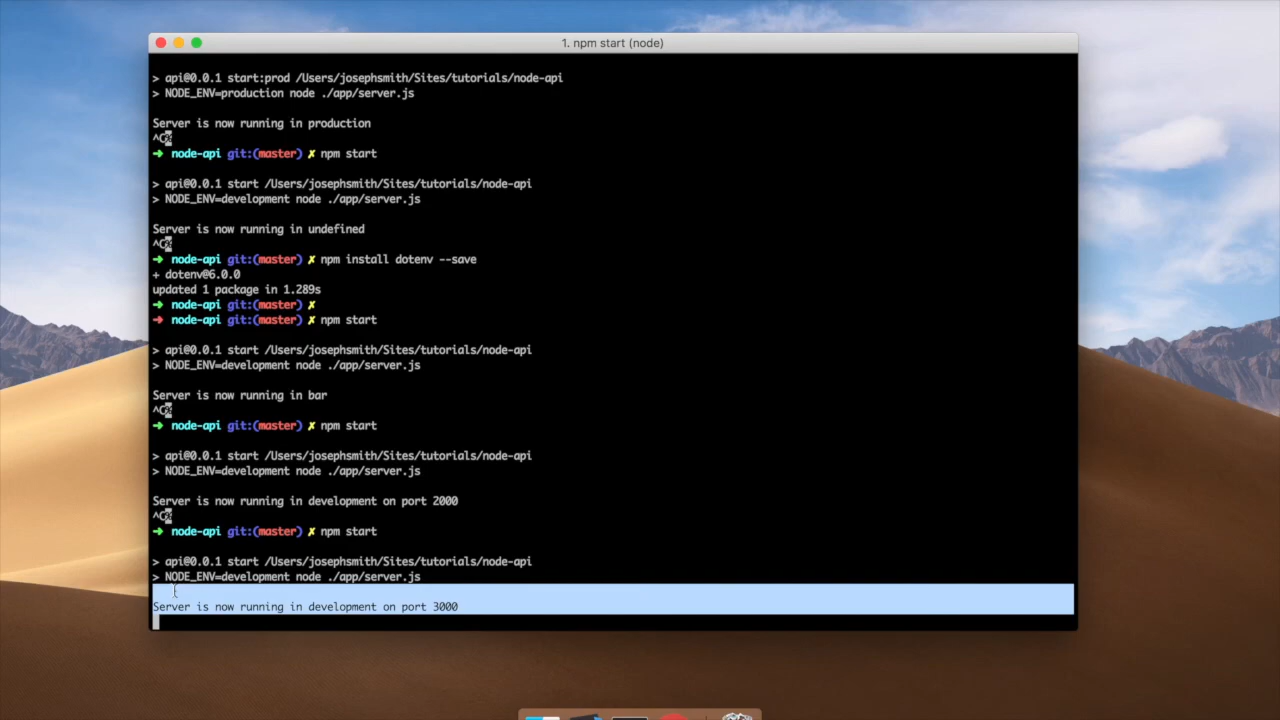 1. npm start (node)
> api@0.0.1 start:prod /Users/josephsmith/Sites/tutorials/node-api
> NODE_ENV=production node ./app/server.js
Server is now running in production
^C%
➜ node-api git:(master) ✗ npm start
> api@0.0.1 start /Users/josephsmith/Sites/tutorials/node-api
> NODE_ENV=development node ./app/server.js
Server is now running in undefined
^C%
➜ node-api git:(master) ✗ npm install dotenv --save
+ dotenv@6.0.0
updated 1 package in 1.289s
➜ node-api git:(master) ✗
➜ node-api git:(master) ✗ npm start
> api@0.0.1 start /Users/josephsmith/Sites/tutorials/node-api
> NODE_ENV=development node ./app/server.js
Server is now running in bar
^C%
➜ node-api git:(master) ✗ npm start
> api@0.0.1 start /Users/josephsmith/Sites/tutorials/node-api
> NODE_ENV=development node ./app/server.js
Server is now running in development on port 2000
^C%
➜ node-api git:(master) ✗ npm start
> api@0.0.1 start /Users/josephsmith/Sites/tutorials/node-api
> NODE_ENV=development node ./app/server.js
Server is now running in development on port 3000